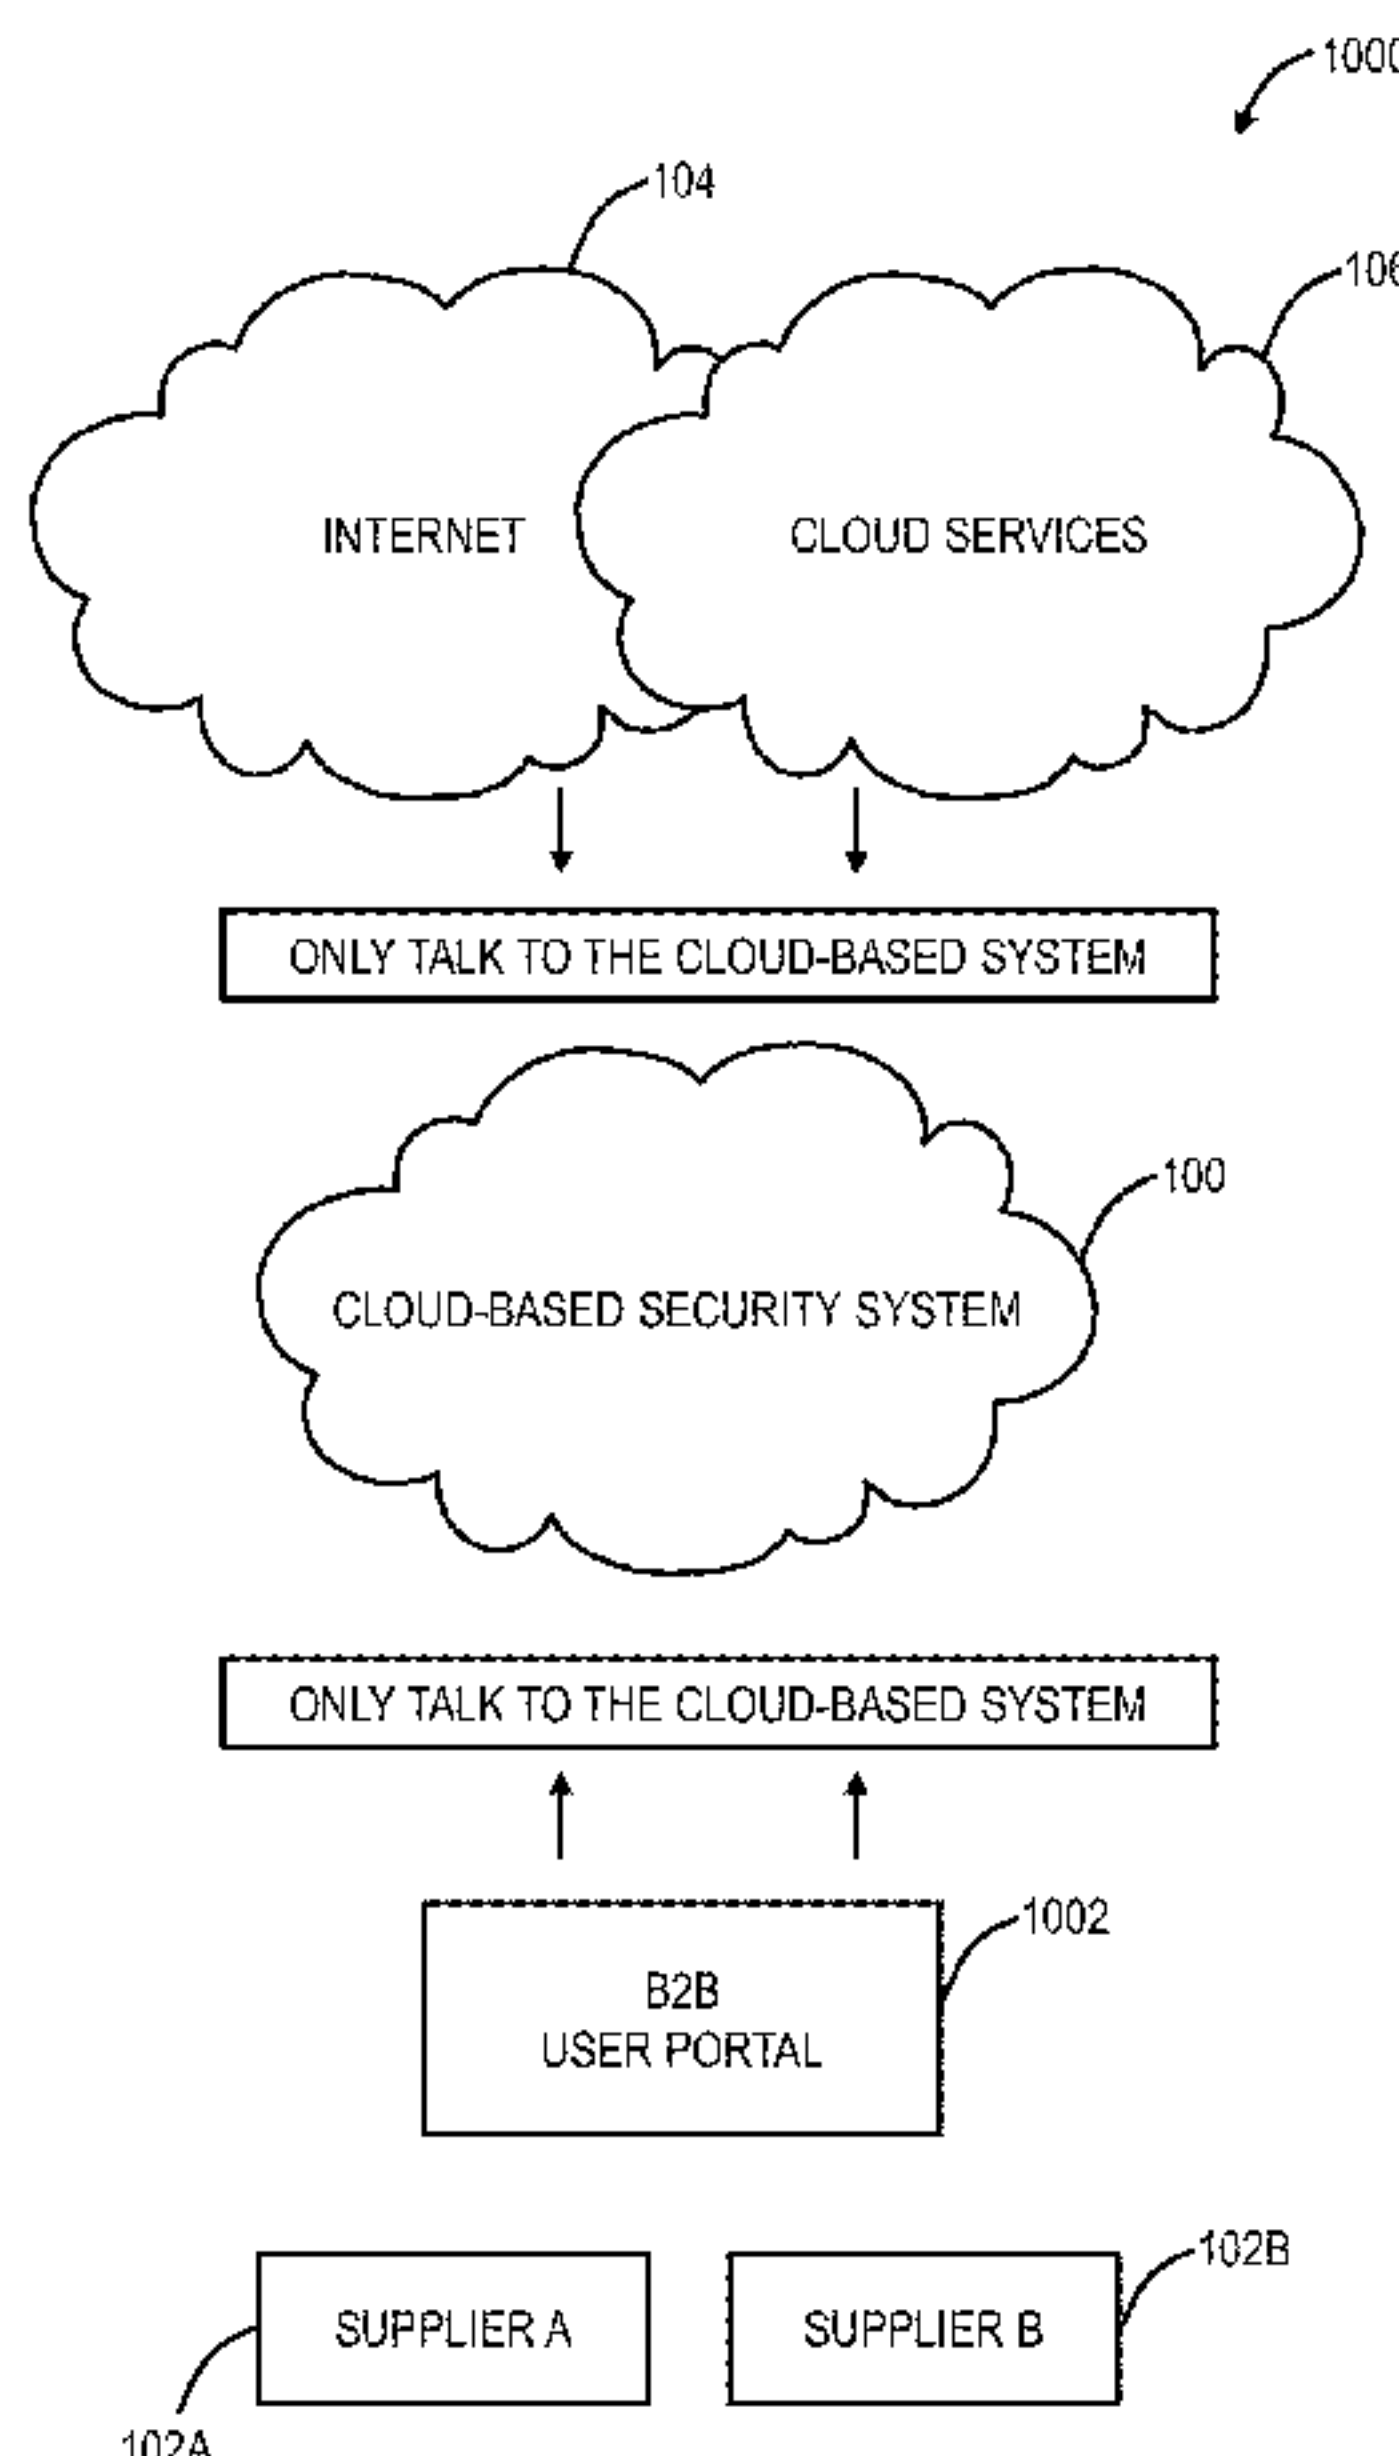 1000
104
106
INTERNET
CLOUD SERVICES
ONLY TALK TO THE CLOUD-BASED SYSTEM
100
CLOUD-BASED SECURITY SYSTEM
ONLY TALK TO THE CLOUD-BASED SYSTEM
1002
B2B
USER PORTAL
102B
SUPPLIER A
SUPPLIER B
102A